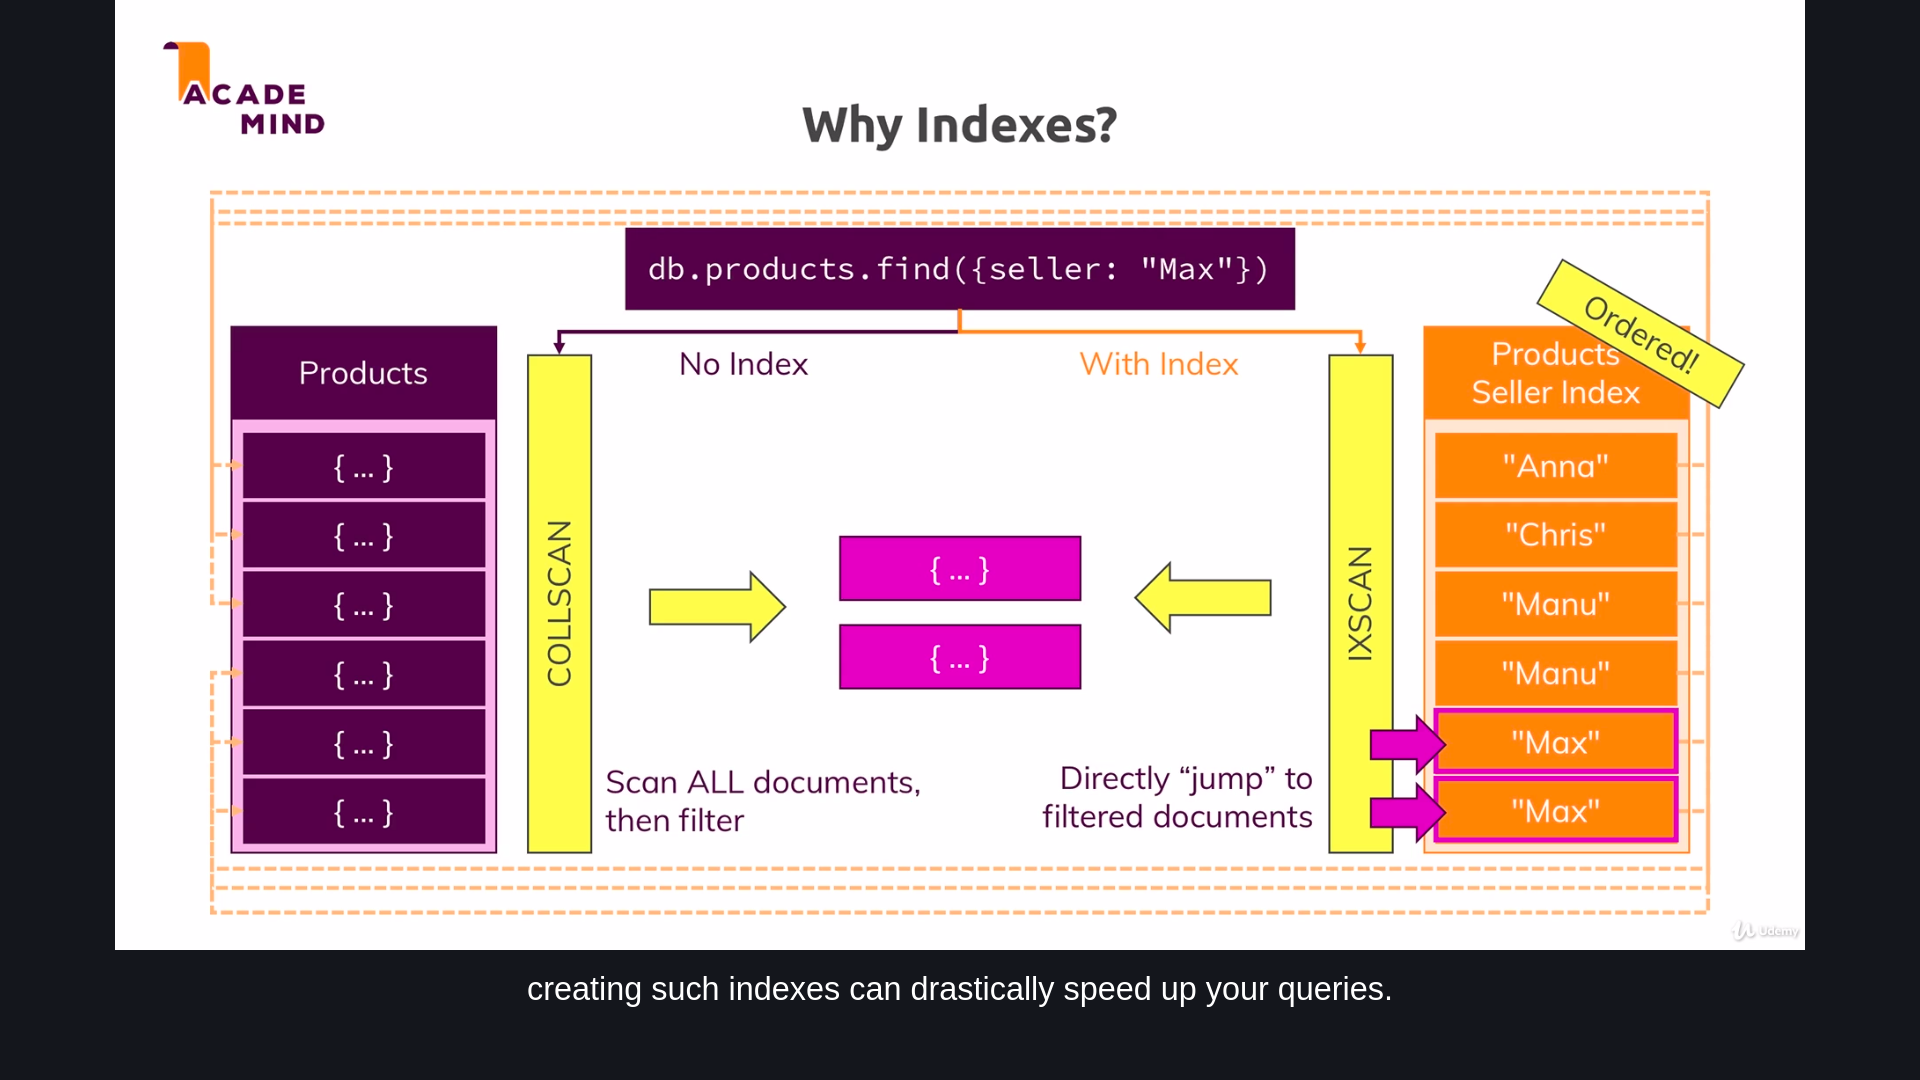 ACADE
MIND
Why Indexes?
db.products.find({seller: "Max"})
Ordered!
No Index
With Index
Products
{ ... }
{ ... }
{ ... }
{ ... }
{ ... }
{ ... }
COLLSCAN
Scan ALL documents,
then filter
{ ... }
{ ... }
Directly “jump” to
filtered documents
IXSCAN
Products
Seller Index
"Anna"
"Chris"
"Manu"
"Manu"
"Max"
"Max"
Udemy
creating such indexes can drastically speed up your queries.